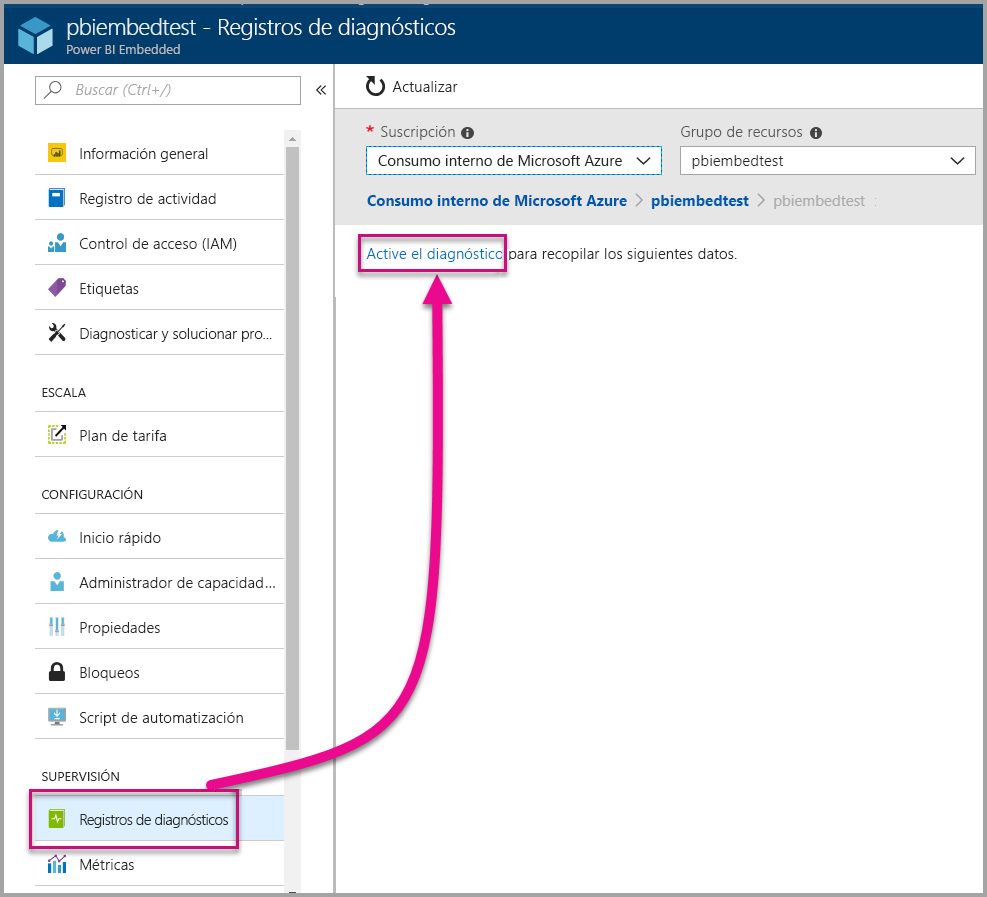 pbiembedtest - Registros de diagnósticos
Power BI Embedded
Buscar (Ctrl+/)
Información general
Registro de actividad
Control de acceso (IAM)
Etiquetas
Diagnosticar y solucionar pro...
ESCALA
Plan de tarifa
CONFIGURACIÓN
Inicio rápido
Administrador de capacidad...
Propiedades
Bloqueos
Script de automatización
SUPERVISIÓN
Registros de diagnósticos
Métricas
Actualizar
* Suscripción
Grupo de recursos
Consumo interno de Microsoft Azure
pbiembedtest
Consumo interno de Microsoft Azure > pbiembedtest > pbiembedtest
Active el diagnóstico para recopilar los siguientes datos.